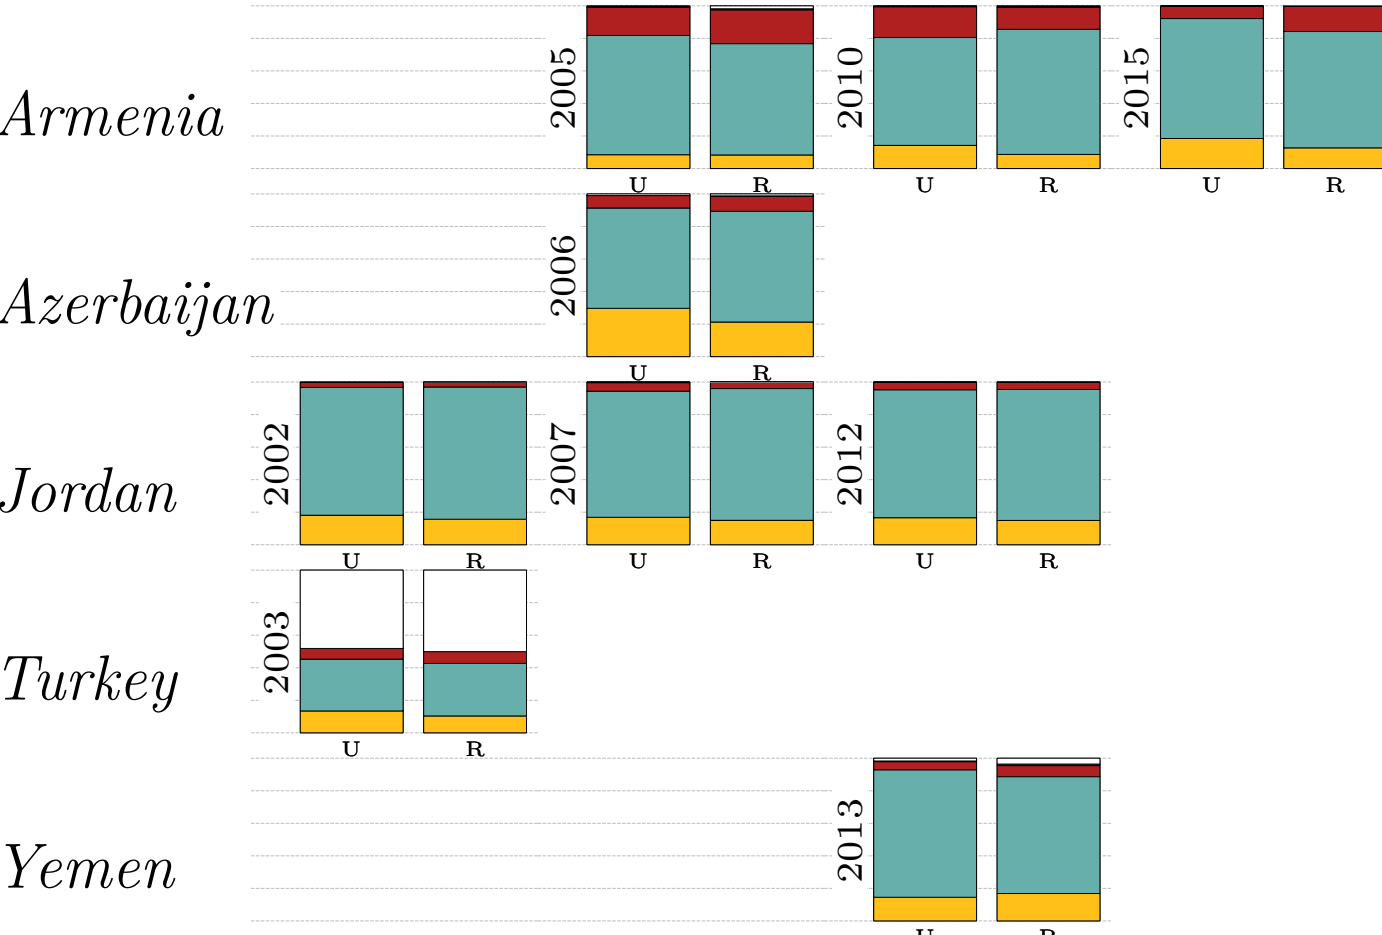 Armenia
2005
2010
2015
U R U R U R
Azerbaijan
2006
U R
Jordan
2002
2007
2012
U R U R U R
Turkey
2003
U R
Yemen
2013
U R